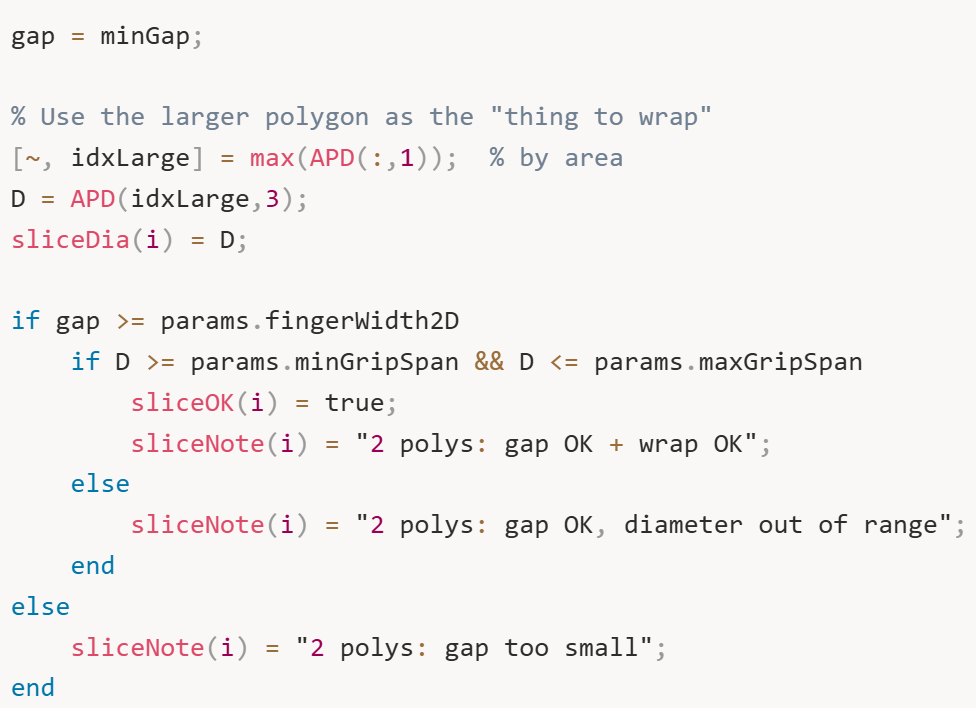 gap = minGap;
% Use the larger polygon as the "thing to wrap"
[~, idxLarge] = max(APD(:,1));  % by area
D = APD(idxLarge,3);
sliceDia(i) = D;
if gap >= params.fingerWidth2D
    if D >= params.minGripSpan && D <= params.maxGripSpan
        sliceOK(i) = true;
        sliceNote(i) = "2 polys: gap OK + wrap OK";
    else
        sliceNote(i) = "2 polys: gap OK, diameter out of range";
    end
else
    sliceNote(i) = "2 polys: gap too small";
end